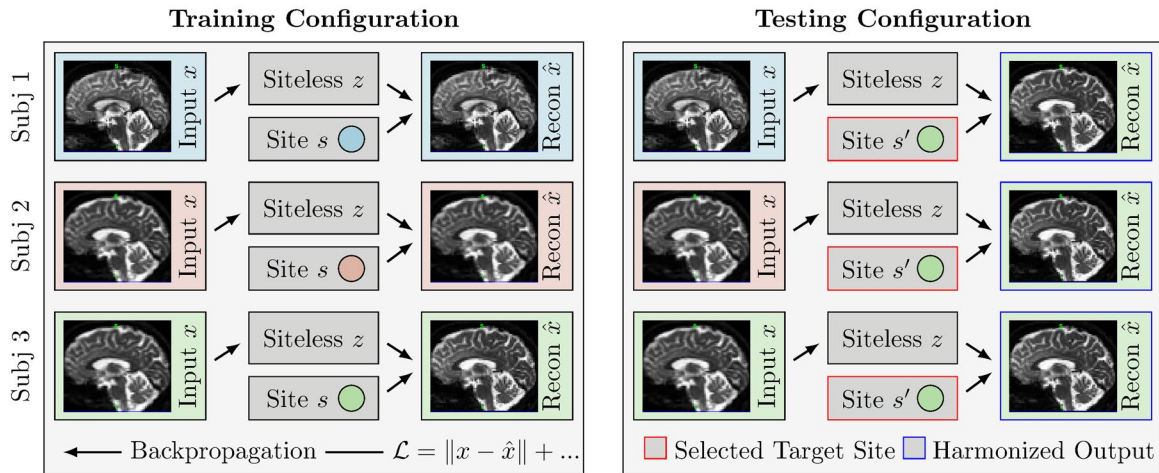 Training Configuration
Subj 1
Input x
Siteless z
Site s
Recon x̂
Subj 2
Input x
Siteless z
Site s
Recon x̂
Subj 3
Input x
Siteless z
Site s
Recon x̂
Backpropagation
ℒ = ‖x − x̂‖ + ...
Testing Configuration
Input x
Siteless z
Site s′
Recon x̂
Input x
Siteless z
Site s′
Recon x̂
Input x
Siteless z
Site s′
Recon x̂
Selected Target Site
Harmonized Output